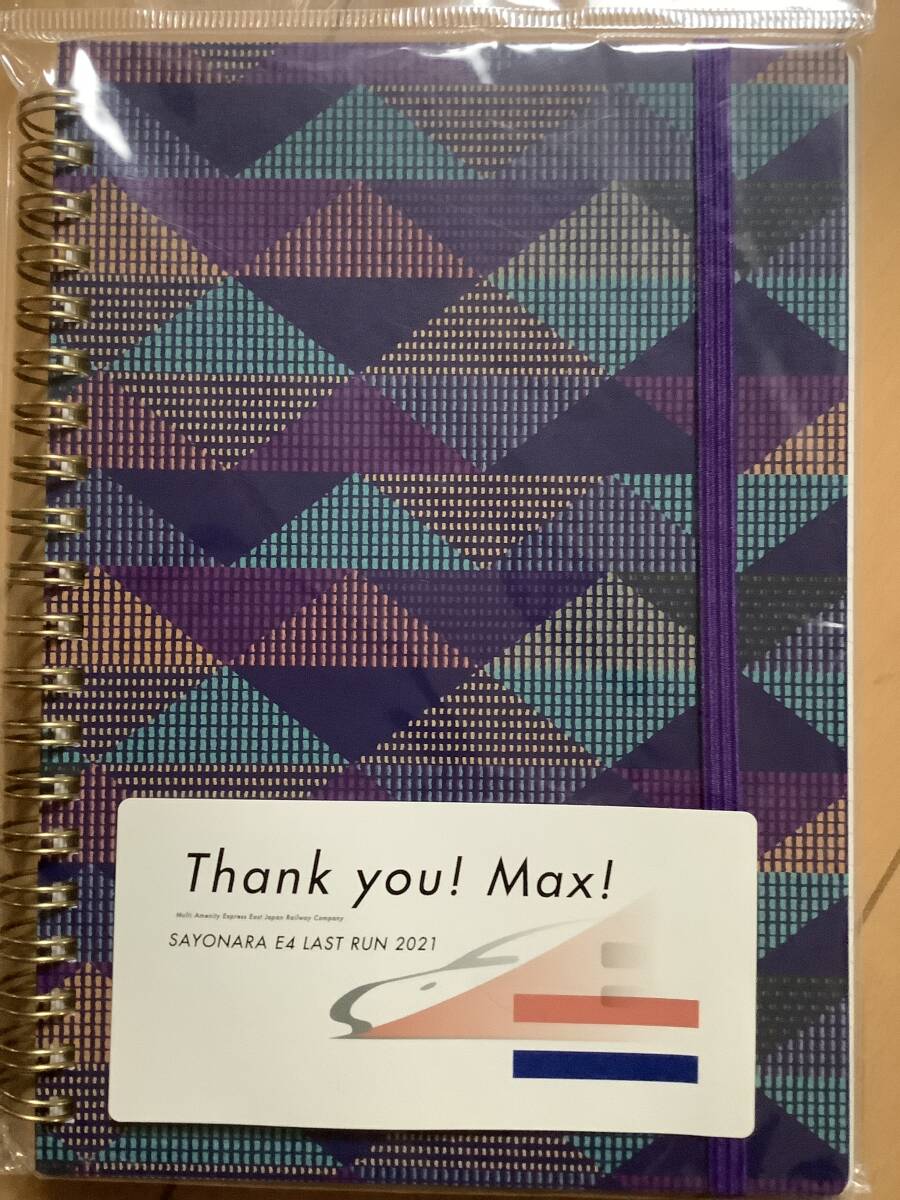 Thank you! Max!
Multi Amenity Express East Japan Railway Company
SAYONARA E4 LAST RUN 2021